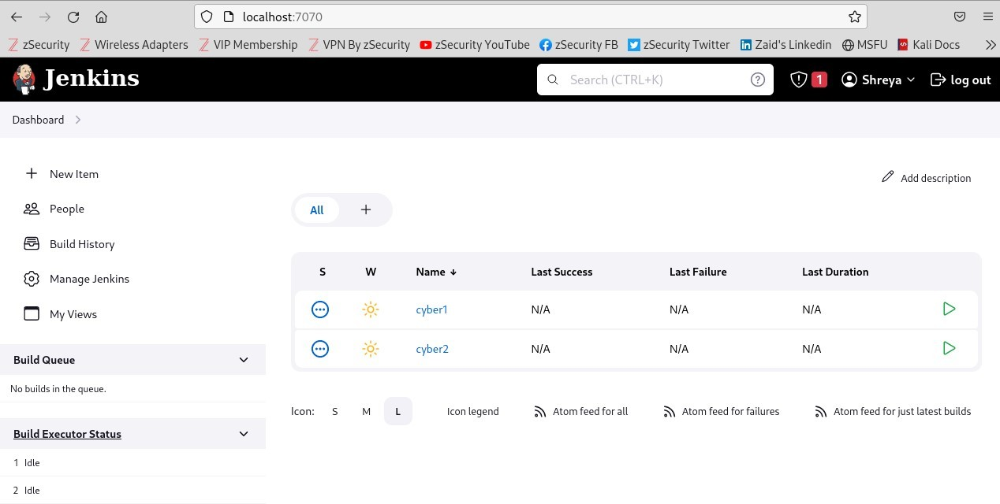 localhost:7070
zSecurity Wireless Adapters VIP Membership VPN By zSecurity zSecurity YouTube zSecurity FB zSecurity Twitter Zaid's Linkedin MSFU Kali Docs
Jenkins Search (CTRL+K) ? 1 Shreya log out
Dashboard
New Item
Add description
People
All +
Build History
Manage Jenkins
My Views
S W Name ↓ Last Success Last Failure Last Duration
cyber1 N/A N/A N/A
cyber2 N/A N/A N/A
Build Queue
No builds in the queue.
Icon: S M L Icon legend Atom feed for all Atom feed for failures Atom feed for just latest builds
Build Executor Status
1 Idle
2 Idle